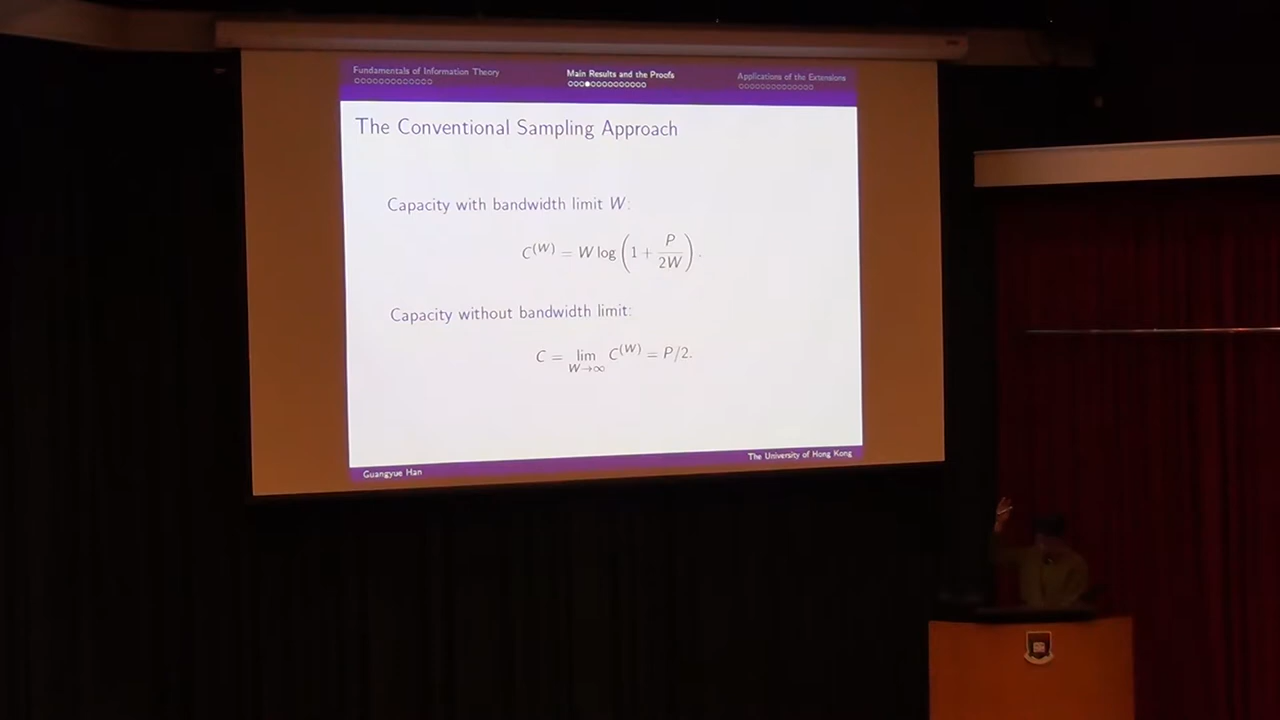 Fundamentals of Information Theory
Main Results and the Proofs
Applications of the Extensions
The Conventional Sampling Approach
Capacity with bandwidth limit W:
C^(W) = W log (1 + P/2W).
Capacity without bandwidth limit:
C = lim W→∞ C^(W) = P/2.
Guangyue Han
The University of Hong Kong